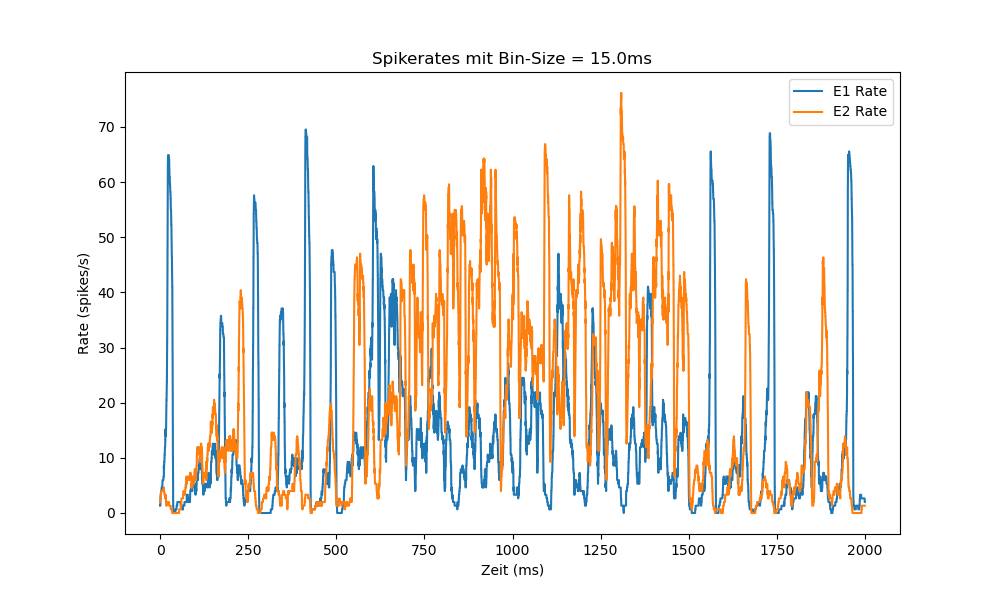 Spikerates mit Bin-Size = 15.0ms
E1 Rate
E2 Rate
Rate (spikes/s)
70
60
50
40
30
20
10
0
0 250 500 750 1000 1250 1500 1750 2000
Zeit (ms)